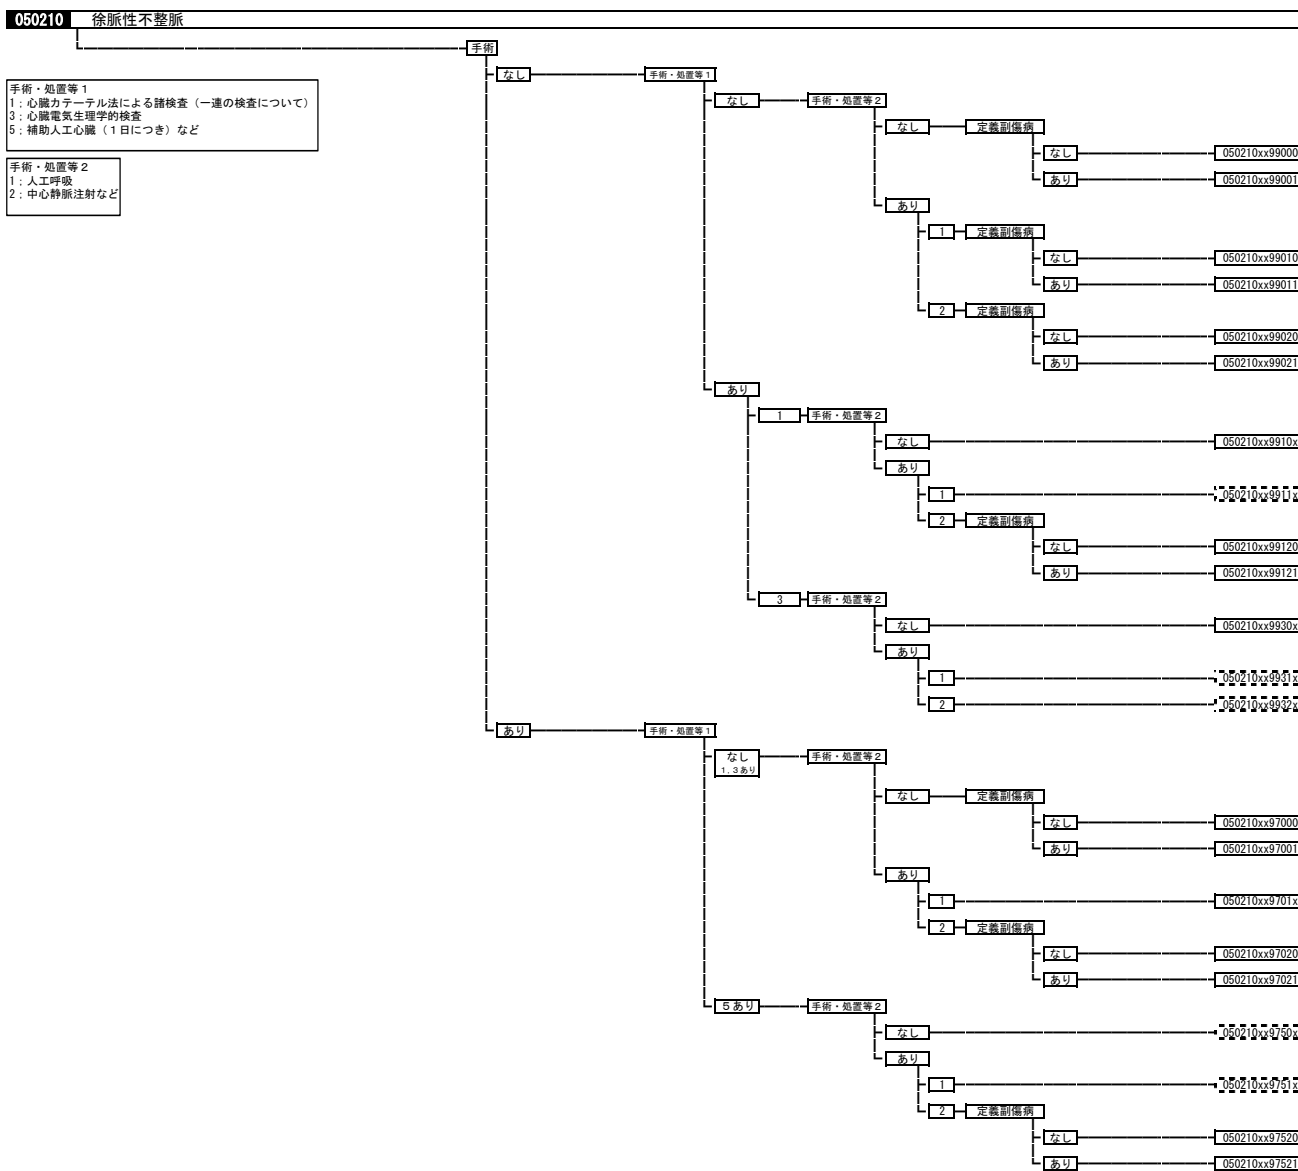 050210 徐脈性不整脈
手術
なし 手術・処置等1
手術・処置等1
1;心臓カテーテル法による諸検査（一連の検査について）
3;心臓電気生理学的検査
5;補助人工心臓（1日につき）など
なし 手術・処置等2
なし 定義副傷病
なし 050210xx99000
手術・処置等2
1;人工呼吸
2;中心静脈注射など
あり 050210xx99001
あり
1 定義副傷病
なし 050210xx99010
あり 050210xx99011
2 定義副傷病
なし 050210xx99020
あり 050210xx99021
あり
1 手術・処置等2
なし 050210xx9910x
あり
1 050210xx9911x
2 定義副傷病
なし 050210xx99120
あり 050210xx99121
3 手術・処置等2
なし 050210xx9930x
あり
1 050210xx9931x
2 050210xx9932x
あり 手術・処置等1
なし 手術・処置等2
1,3あり
なし 定義副傷病
なし 050210xx97000
あり 050210xx97001
あり
1 050210xx9701x
2 定義副傷病
なし 050210xx97020
あり 050210xx97021
5あり 手術・処置等2
なし 050210xx9750x
あり
1 050210xx9751x
2 定義副傷病
なし 050210xx97520
あり 050210xx97521